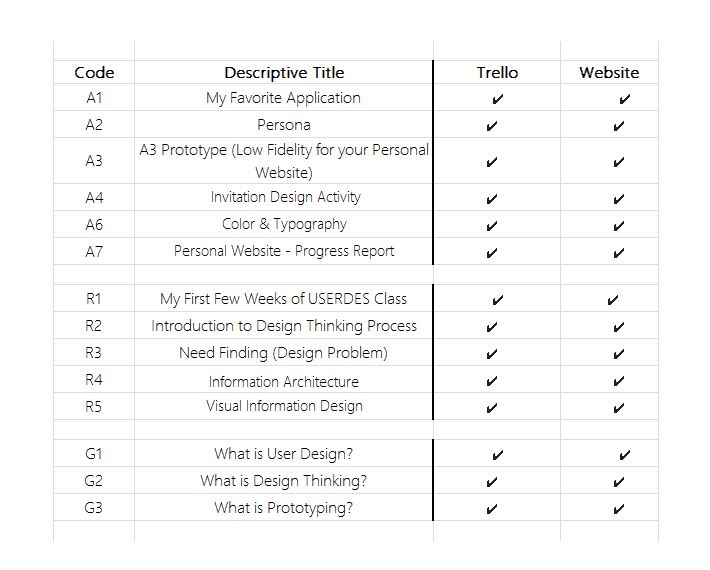 Code Descriptive Title Trello Website
A1 My Favorite Application ✔ ✔
A2 Persona ✔ ✔
A3 A3 Prototype (Low Fidelity for your Personal
Website) ✔ ✔
A4 Invitation Design Activity ✔ ✔
A6 Color & Typography ✔ ✔
A7 Personal Website - Progress Report ✔ ✔
R1 My First Few Weeks of USERDES Class ✔ ✔
R2 Introduction to Design Thinking Process ✔ ✔
R3 Need Finding (Design Problem) ✔ ✔
R4 Information Architecture ✔ ✔
R5 Visual Information Design ✔ ✔
G1 What is User Design? ✔ ✔
G2 What is Design Thinking? ✔ ✔
G3 What is Prototyping? ✔ ✔